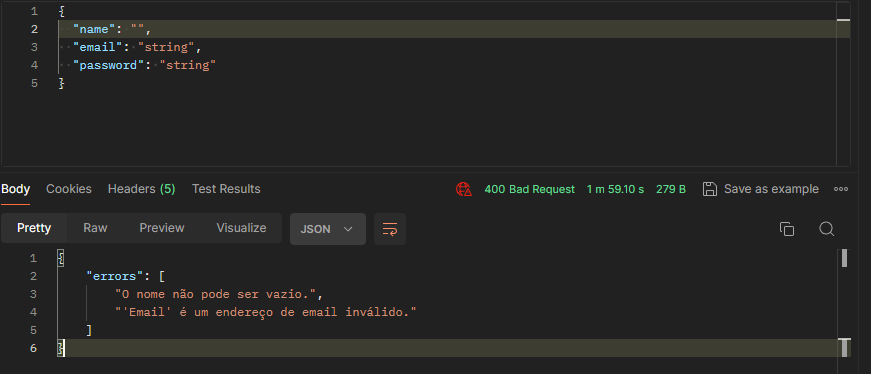 1 {
2 "name": "",
3 "email": "string",
4 "password": "string"
5 }
Body Cookies Headers (5) Test Results 400 Bad Request 1 m 59.10 s 279 B Save as example
Pretty Raw Preview Visualize JSON
1 {
2 "errors": [
3 "O nome não pode ser vazio.",
4 "'Email' é um endereço de email inválido."
5 ]
6 }